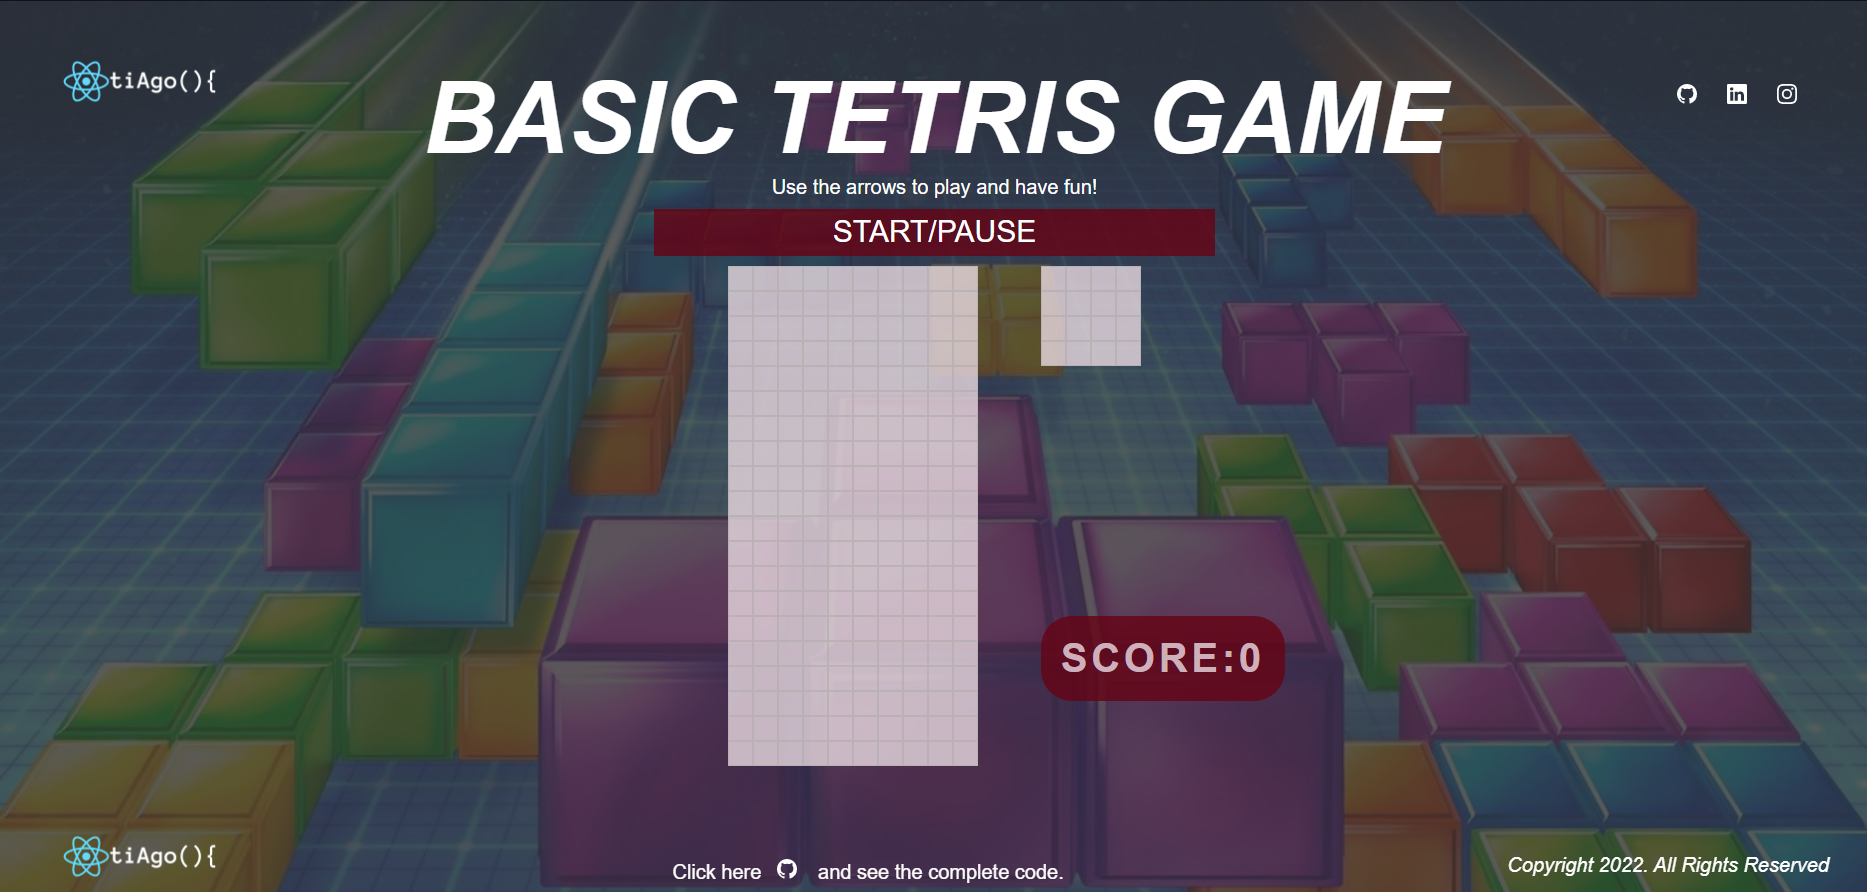 tiAgo(){
BASIC TETRIS GAME
Use the arrows to play and have fun!
START/PAUSE
SCORE:0
tiAgo(){
Click here and see the complete code.
Copyright 2022. All Rights Reserved